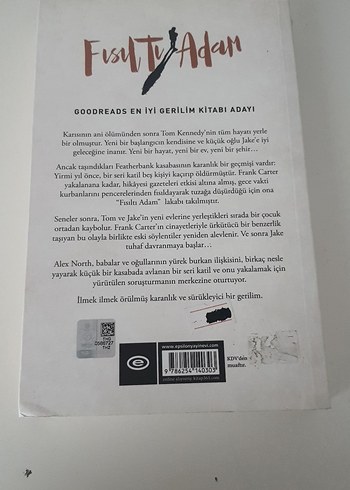 Fısıltı Adam
GOODREADS EN İYİ GERİLİM KİTABI ADAYI
Karısının ani ölümünden sonra Tom Kennedy'nin tüm hayatı yerle
bir olmuştur. Yeni bir başlangıcın kendisine ve küçük oğlu Jake'e iyi
geleceğine inanır. Yeni bir hayat, yeni bir ev, yeni bir şehir...
Ancak taşındıkları Featherbank kasabasının karanlık bir geçmişi vardır:
Yirmi yıl önce, bir seri katil beş kişiyi kaçırıp öldürmüştür. Frank Carter
yakalanana kadar, hikâyesi gazeteleri etkisi altına almış, gece vakti
kurbanlarını pencerelerinden fısıldayarak tuzağa düşürdüğü için ona
"Fısıltı Adam" lakabı takılmıştır.
Seneler sonra, Tom ve Jake'in yeni evlerine yerleştikleri sırada bir çocuk
ortadan kaybolur. Frank Carter'ın cinayetleriyle ürkütücü bir benzerlik
taşıyan bu olayla birlikte eski söylentiler yeniden alevlenir. Ve sonra Jake
tuhaf davranmaya başlar...
Alex North, babalar ve oğullarının yürek burkan ilişkisini, birkaç nesle
yayarak küçük bir kasabada avlanan bir seri katil ve onu yakalamak için
yürütülen soruşturmanın merkezine oturtuyor.
İlmek ilmek örülmüş karanlık ve sürükleyici bir gerilim.
www.epsilonyayinevi.com
9 786254 140303
KDV'den
muaftır.